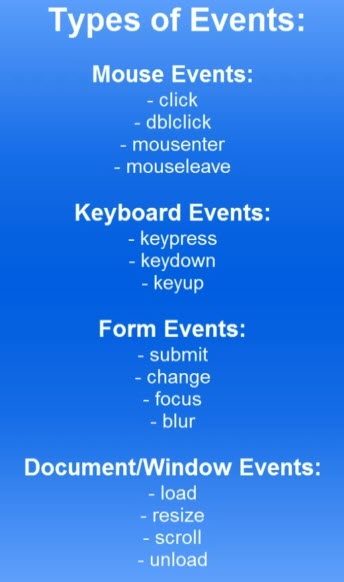 Types of Events:
Mouse Events:
- click
- dblclick
- mousenter
- mouseleave
Keyboard Events:
- keypress
- keydown
- keyup
Form Events:
- submit
- change
- focus
- blur
Document/Window Events:
- load
- resize
- scroll
- unload